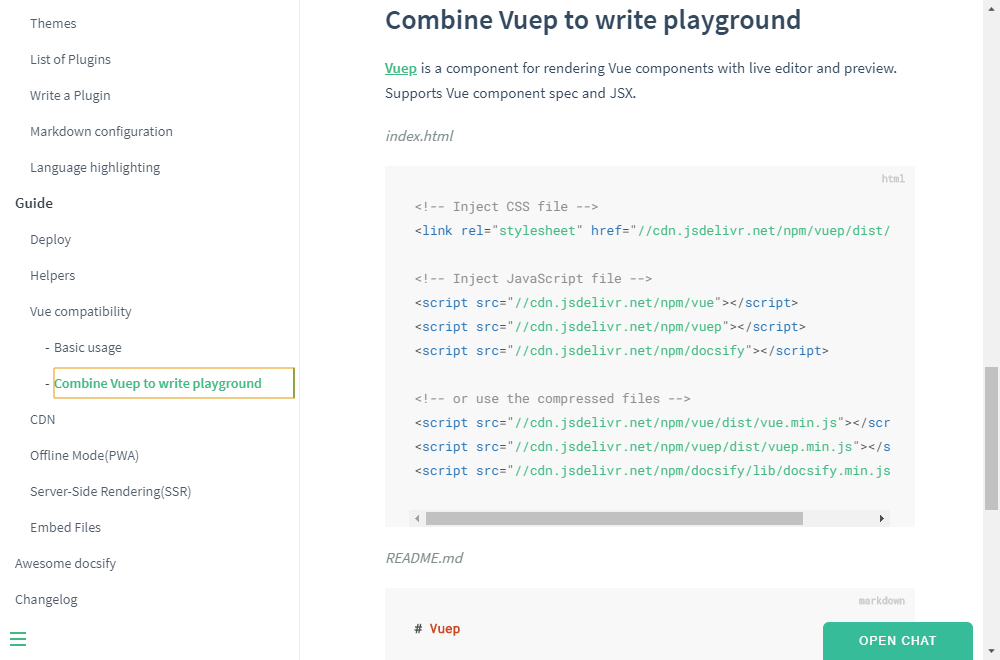 Themes
List of Plugins
Write a Plugin
Markdown configuration
Language highlighting
Guide
Deploy
Helpers
Vue compatibility
- Basic usage
- Combine Vuep to write playground
CDN
Offline Mode(PWA)
Server-Side Rendering(SSR)
Embed Files
Awesome docsify
Changelog
Combine Vuep to write playground
Vuep is a component for rendering Vue components with live editor and preview.
Supports Vue component spec and JSX.
index.html
html
<!-- Inject CSS file -->
<link rel="stylesheet" href="//cdn.jsdelivr.net/npm/vuep/dist/
<!-- Inject JavaScript file -->
<script src="//cdn.jsdelivr.net/npm/vue"></script>
<script src="//cdn.jsdelivr.net/npm/vuep"></script>
<script src="//cdn.jsdelivr.net/npm/docsify"></script>
<!-- or use the compressed files -->
<script src="//cdn.jsdelivr.net/npm/vue/dist/vue.min.js"></scr
<script src="//cdn.jsdelivr.net/npm/vuep/dist/vuep.min.js"></s
<script src="//cdn.jsdelivr.net/npm/docsify/lib/docsify.min.js
README.md
markdown
# Vuep
OPEN CHAT